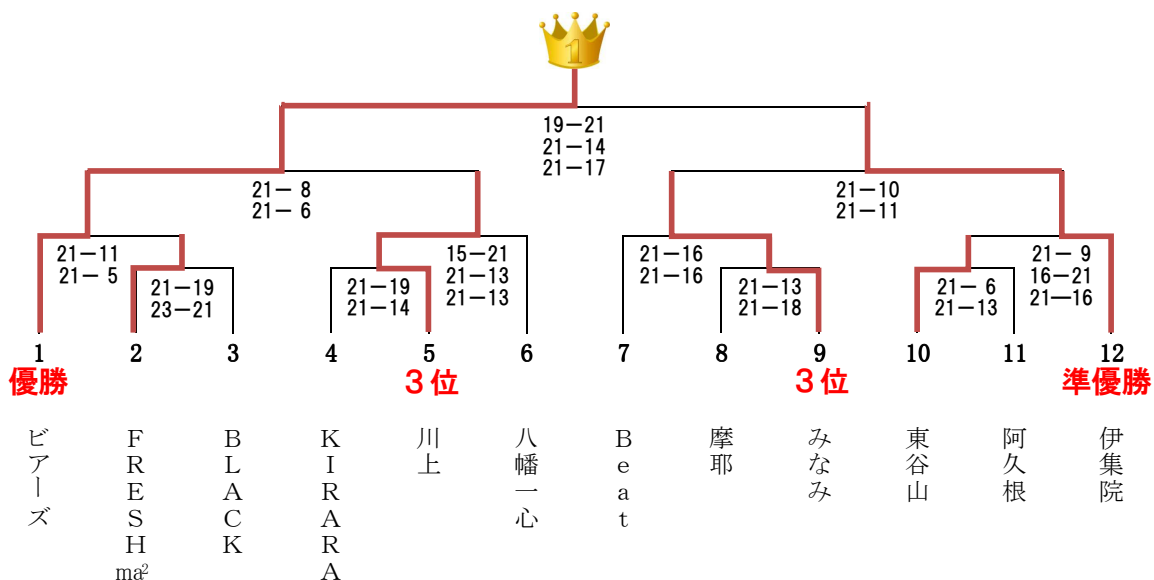 1
19－21
21－14
21－17
21－ 8
21－ 6
21－10
21－11
21－11
21－ 5
15－21
21－13
21－13
21－16
21－16
21－ 9
16－21
21―16
21－19
23－21
21－19
21－14
21－13
21－18
21－ 6
21－13
1 2 3 4 5 6 7 8 9 10 11 12
優勝 ３位 ３位 準優勝
ビアーズ
ＦＲＥＳＨma²
ＢＬＡＣＫ
ＫＩＲＡＲＡ
川上
八幡一心
Ｂｅａｔ
摩耶
みなみ
東谷山
阿久根
伊集院